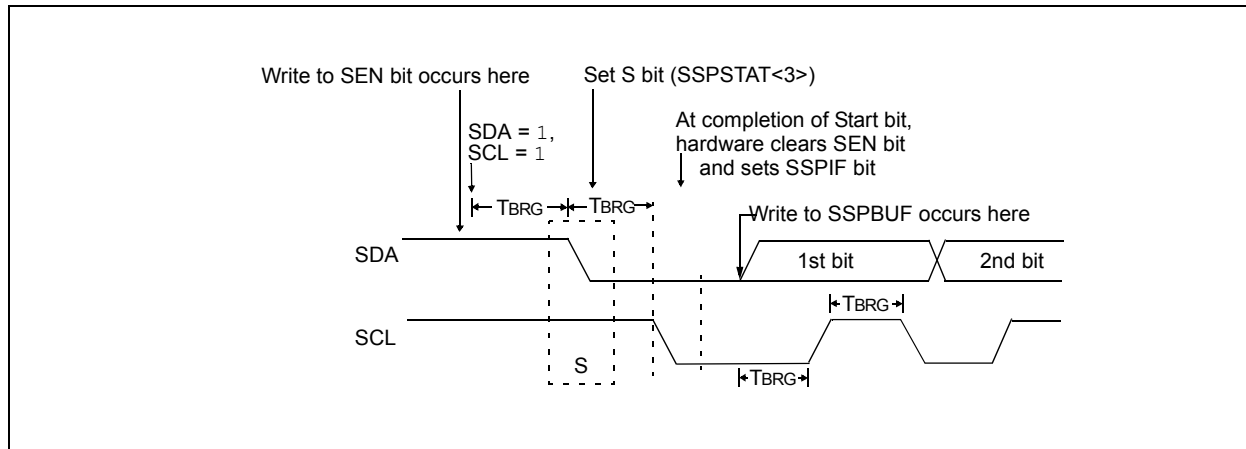 Write to SEN bit occurs here
Set S bit (SSPSTAT<3>)
SDA = 1,
SCL = 1
At completion of Start bit,
hardware clears SEN bit
and sets SSPIF bit
TBRG
TBRG
Write to SSPBUF occurs here
SDA
1st bit
2nd bit
TBRG
SCL
S
TBRG